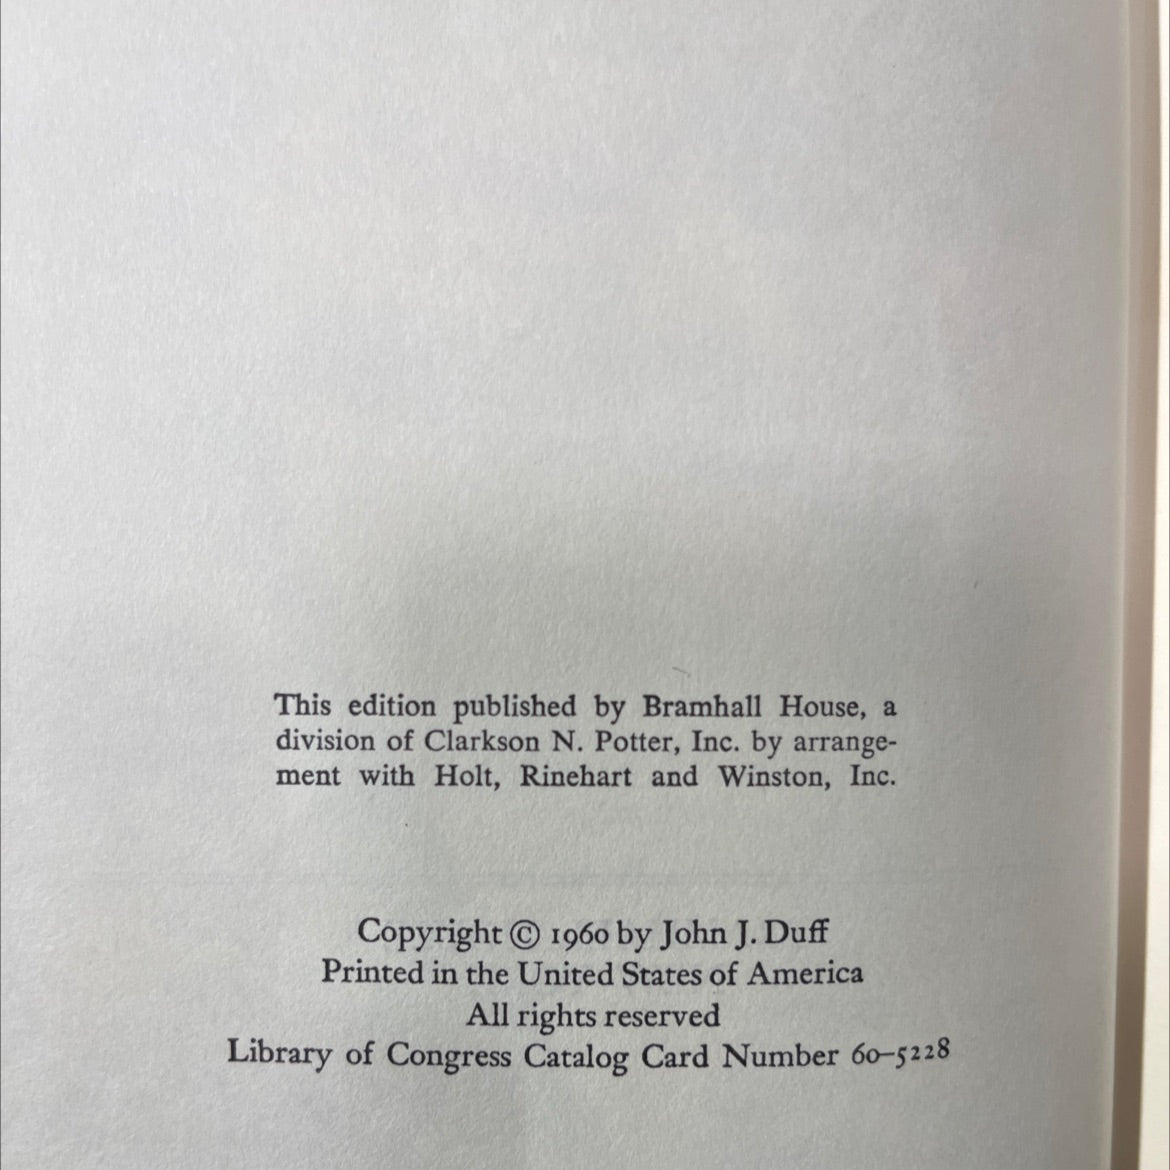 This edition published by Bramhall House, a
division of Clarkson N. Potter, Inc. by arrange-
ment with Holt, Rinehart and Winston, Inc.
Copyright © 1960 by John J. Duff
Printed in the United States of America
All rights reserved
Library of Congress Catalog Card Number 60–5228